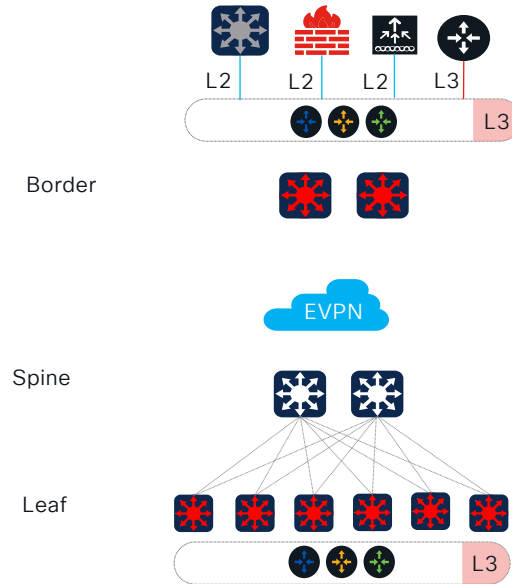 L2 L2 L2 L3
L3
Border
EVPN
Spine
Leaf
L3